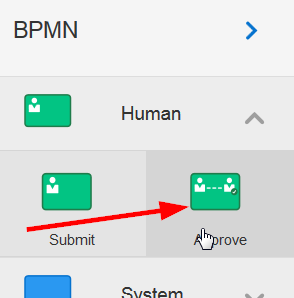 BPMN
Human
Submit
Approve
System